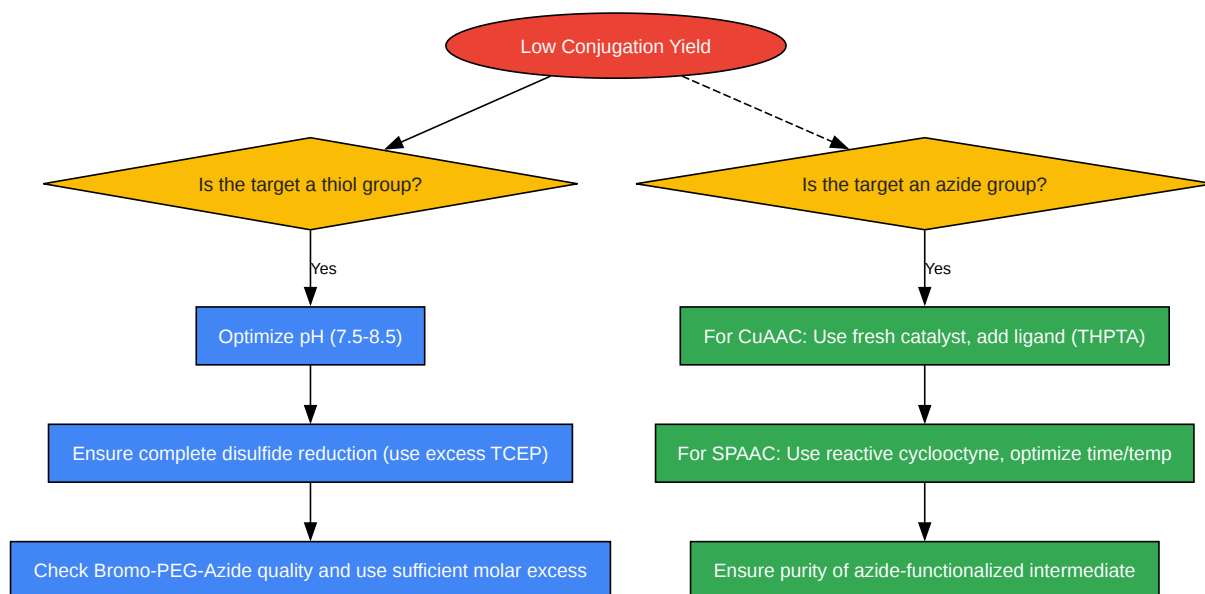 Low Conjugation Yield
Is the target a thiol group?
Is the target an azide group?
Yes
Yes
Optimize pH (7.5-8.5)
For CuAAC: Use fresh catalyst, add ligand (THPTA)
Ensure complete disulfide reduction (use excess TCEP)
For SPAAC: Use reactive cyclooctyne, optimize time/temp
Check Bromo-PEG-Azide quality and use sufficient molar excess
Ensure purity of azide-functionalized intermediate